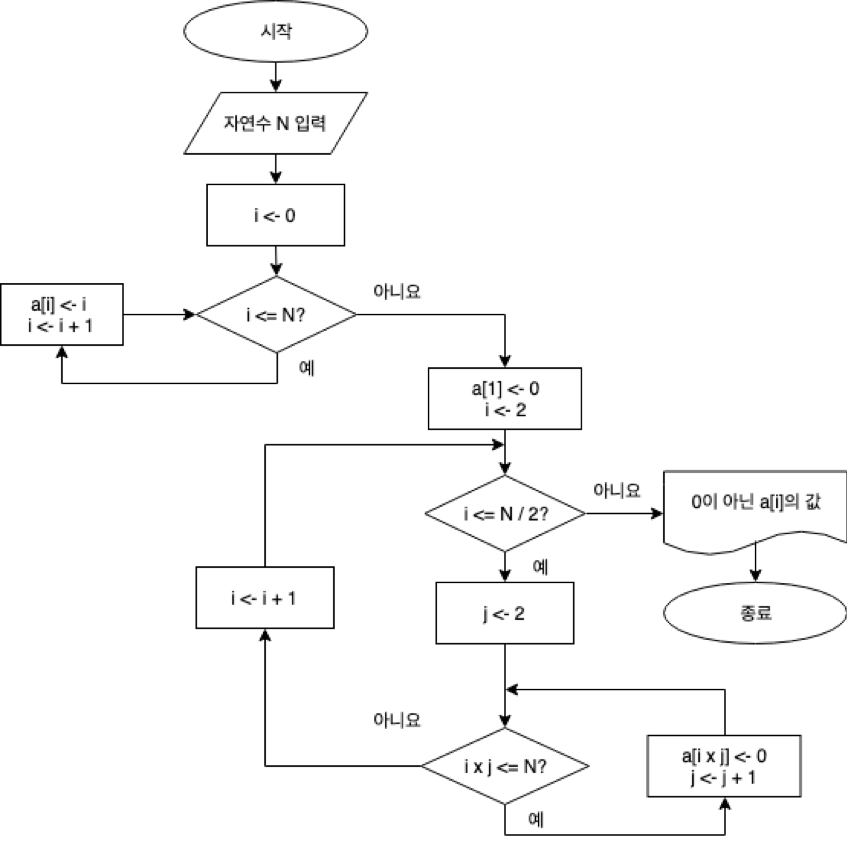 시작
자연수 N 입력
i <- 0
a[i] <- i
i <- i + 1
i <= N?
아니요
예
a[1] <- 0
i <- 2
i <= N / 2?
아니요
0이 아닌 a[i]의 값
예
i <- i + 1
j <- 2
종료
아니요
i x j <= N?
a[i x j] <- 0
j <- j + 1
예